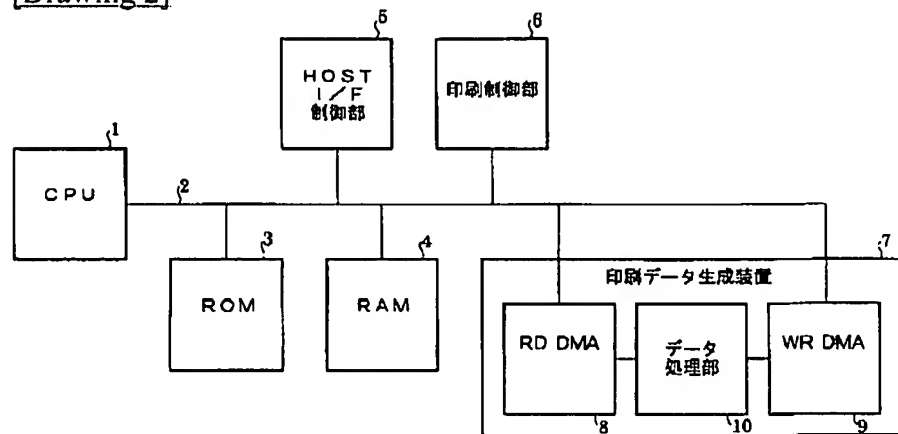 [Drawing 2]
5
6
HOST
I/F
制御部
印刷制御部
1
CPU
2
3
4
7
ROM
RAM
印刷データ生成装置
RD DMA
データ
処理部
WR DMA
8
10
9